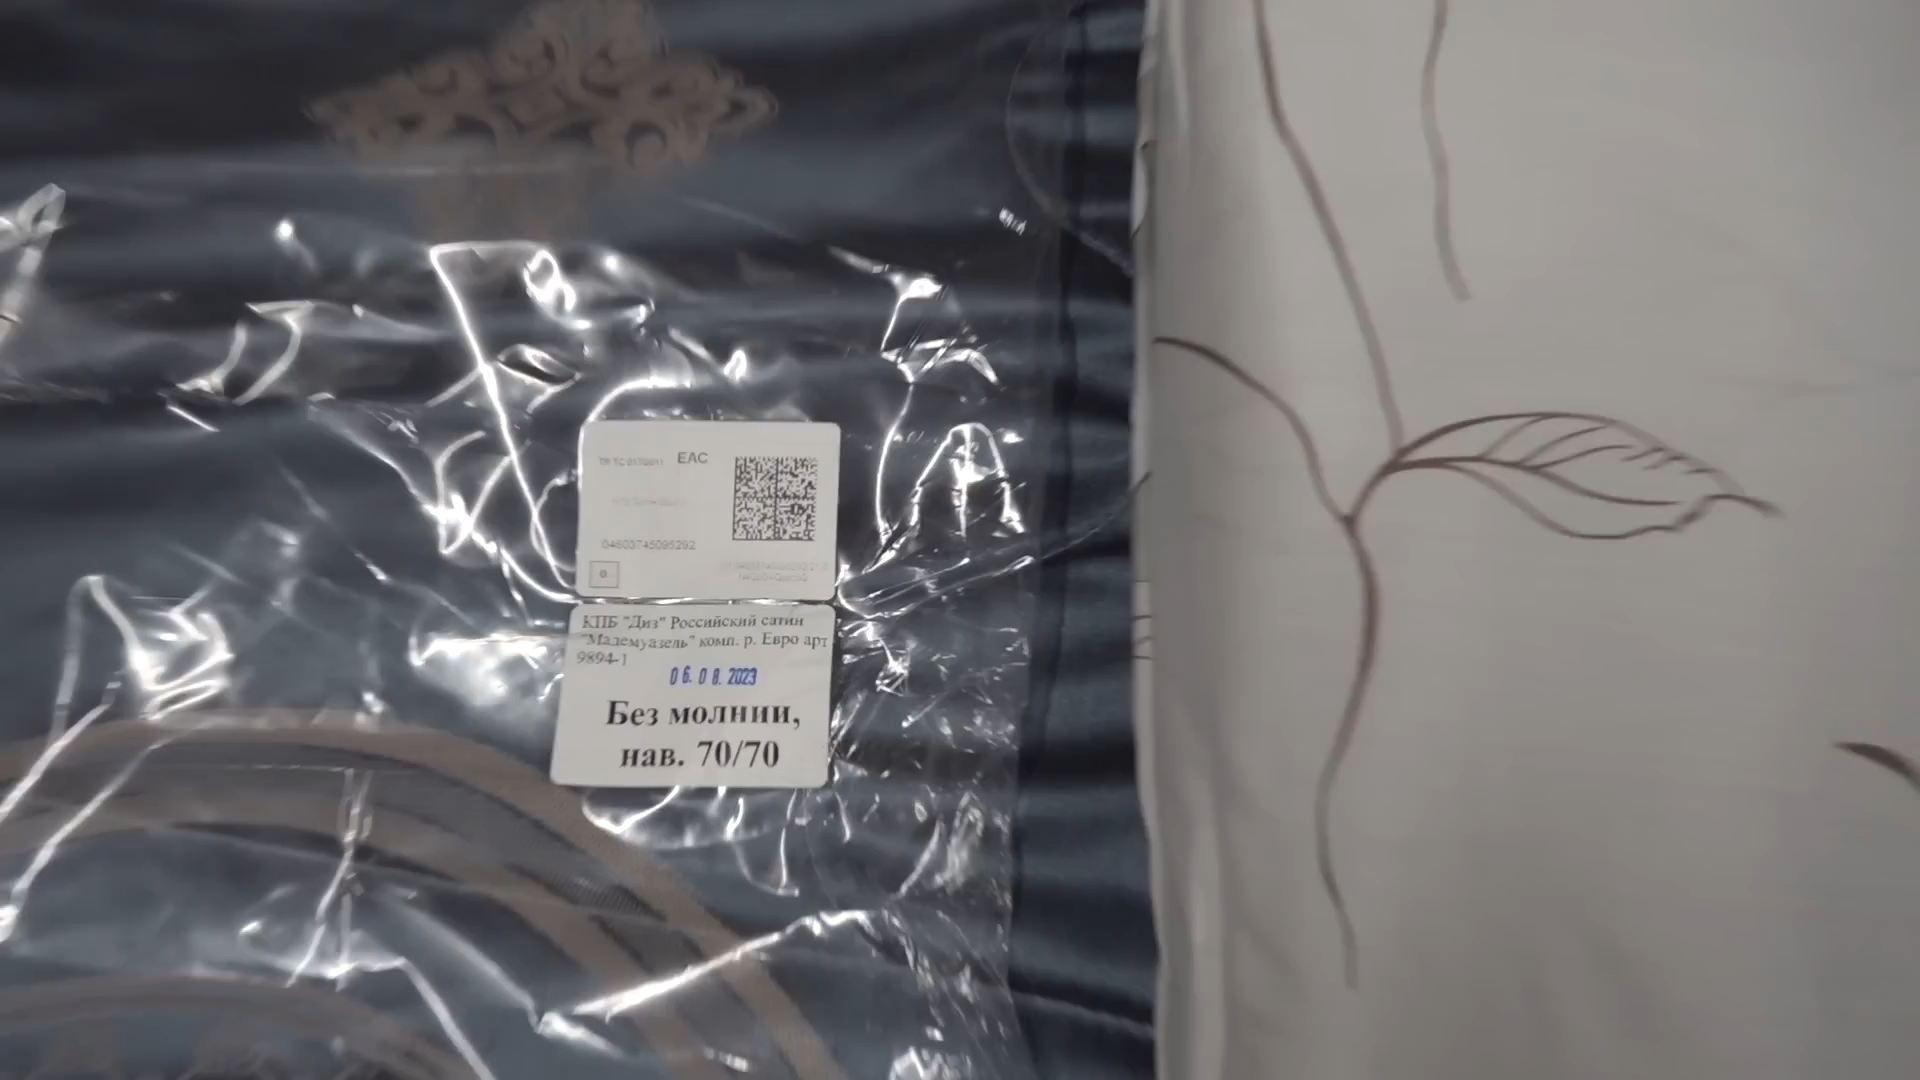 EAC
04603745095292
КПБ "Диз" Российский сатин
"Мадемуазель" комп. р. Евро арт
9894-1
06. 08. 2023
Без молнии,
нав. 70/70